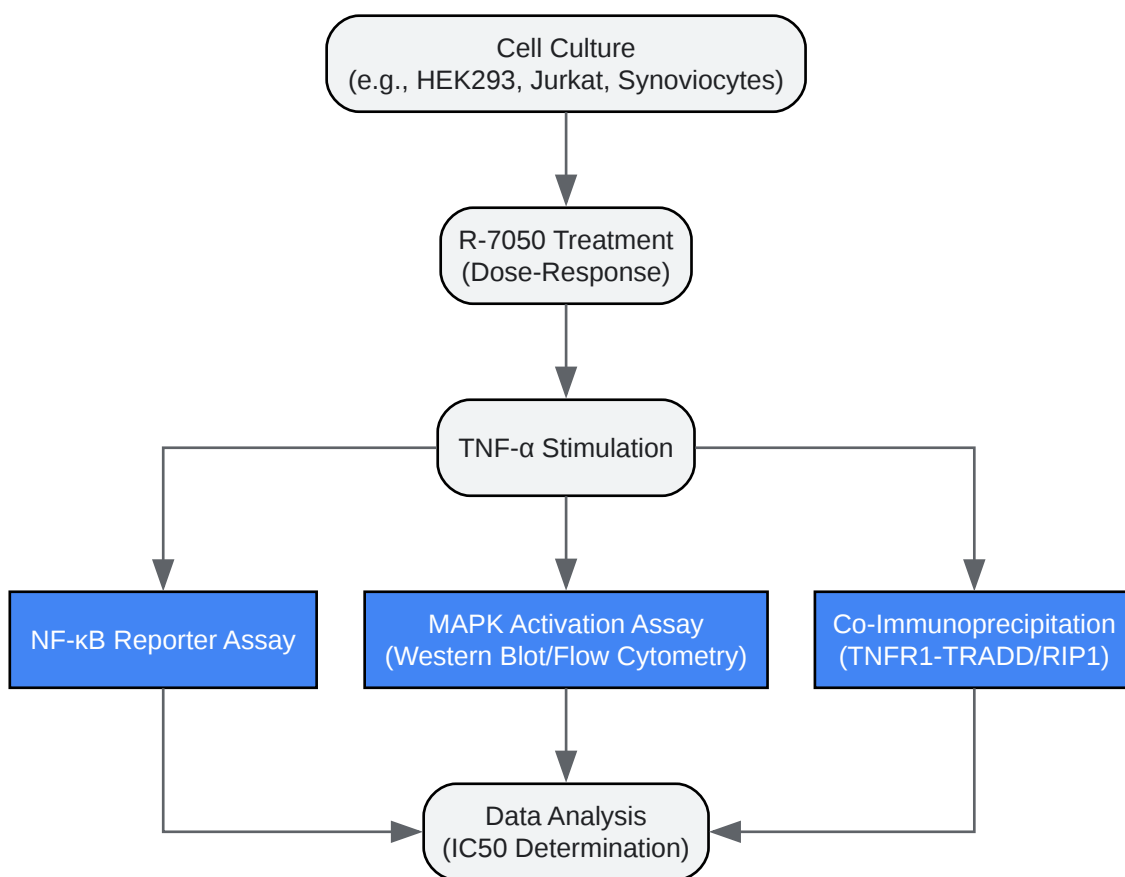 Cell Culture
(e.g., HEK293, Jurkat, Synoviocytes)
R-7050 Treatment
(Dose-Response)
TNF-α Stimulation
NF-κB Reporter Assay
MAPK Activation Assay
(Western Blot/Flow Cytometry)
Co-Immunoprecipitation
(TNFR1-TRADD/RIP1)
Data Analysis
(IC50 Determination)